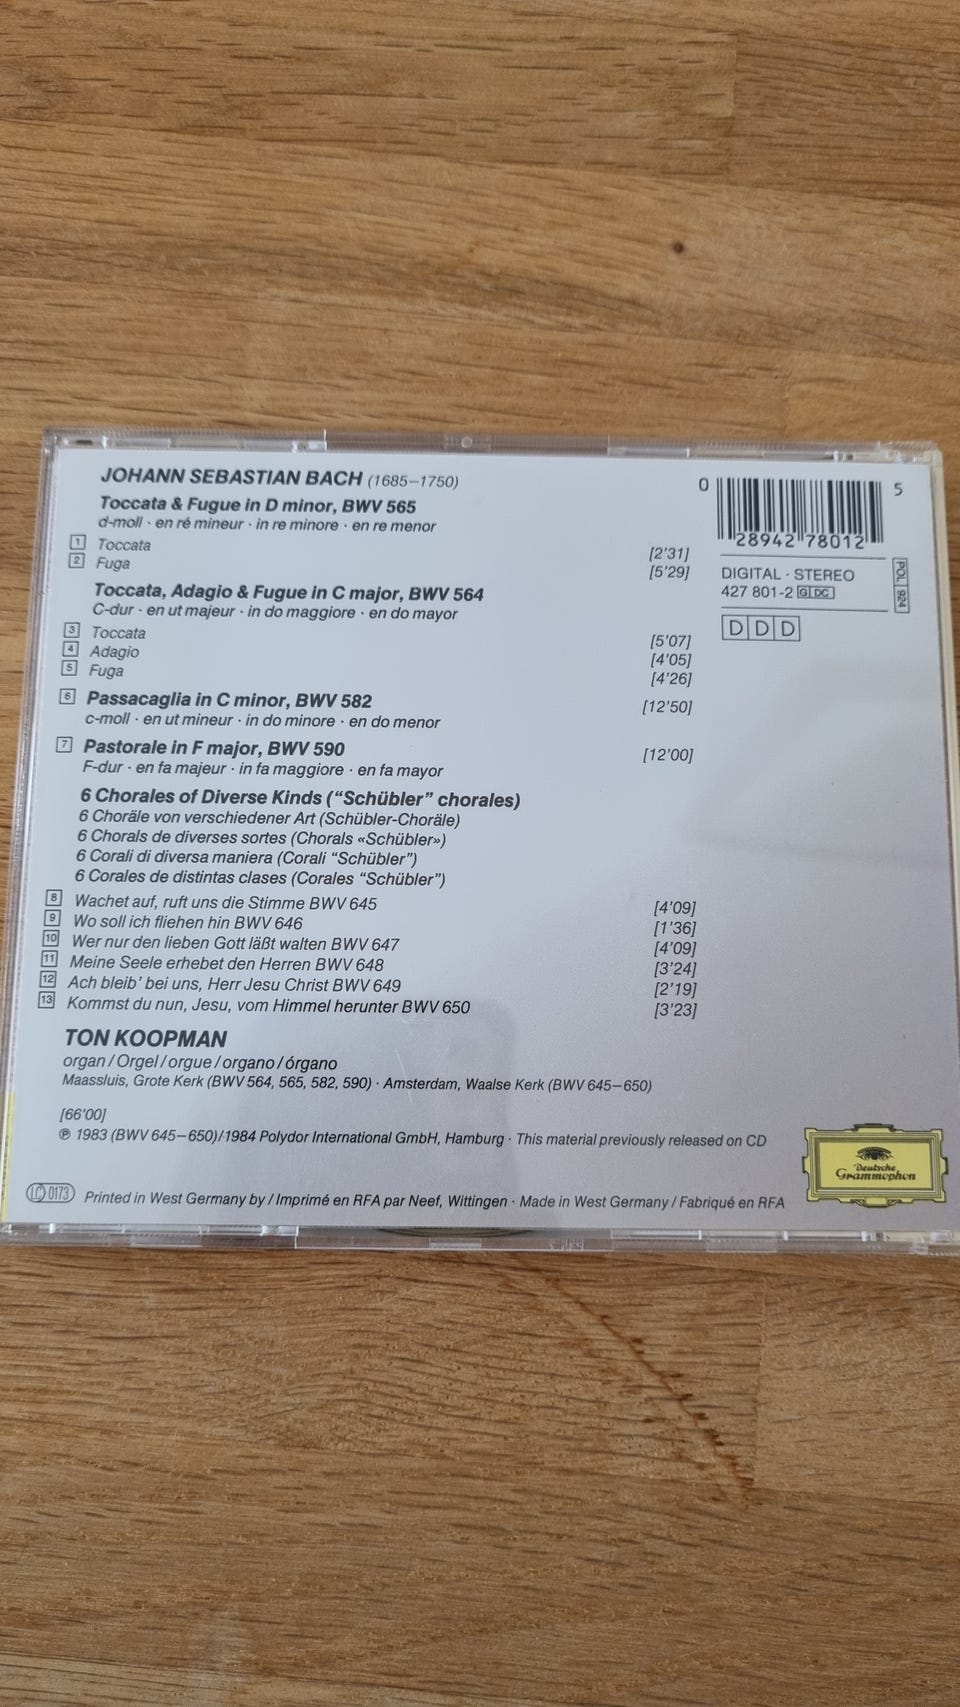 JOHANN SEBASTIAN BACH (1685–1750)
Toccata & Fugue in D minor, BWV 565
d-moll · en ré mineur · in re minore · en re menor
1 Toccata [2'31]
2 Fuga [5'29]
Toccata, Adagio & Fugue in C major, BWV 564
C-dur · en ut majeur · in do maggiore · en do mayor
3 Toccata [5'07]
4 Adagio [4'05]
5 Fuga [4'26]
6 Passacaglia in C minor, BWV 582 [12'50]
c-moll · en ut mineur · in do minore · en do menor
7 Pastorale in F major, BWV 590 [12'00]
F-dur · en fa majeur · in fa maggiore · en fa mayor
6 Chorales of Diverse Kinds (“Schübler” chorales)
6 Choräle von verschiedener Art (Schübler-Choräle)
6 Chorals de diverses sortes (Chorals «Schübler»)
6 Corali di diversa maniera (Corali “Schübler”)
6 Corales de distintas clases (Corales “Schübler”)
8 Wachet auf, ruft uns die Stimme BWV 645 [4'09]
9 Wo soll ich fliehen hin BWV 646 [1'36]
10 Wer nur den lieben Gott läßt walten BWV 647 [4'09]
11 Meine Seele erhebet den Herren BWV 648 [3'24]
12 Ach bleib' bei uns, Herr Jesu Christ BWV 649 [2'19]
13 Kommst du nun, Jesu, vom Himmel herunter BWV 650 [3'23]
TON KOOPMAN
organ / Orgel / orgue / organo / órgano
Maassluis, Grote Kerk (BWV 564, 565, 582, 590) · Amsterdam, Waalse Kerk (BWV 645–650)
[66'00]
℗ 1983 (BWV 645–650)/1984 Polydor International GmbH, Hamburg · This material previously released on CD
LC 0173
Printed in West Germany by / Imprimé en RFA par Neef, Wittingen · Made in West Germany / Fabriqué en RFA
0 28942 78012 5
DIGITAL · STEREO
427 801-2 G DC
POL 924
DDD
Deutsche
Grammophon